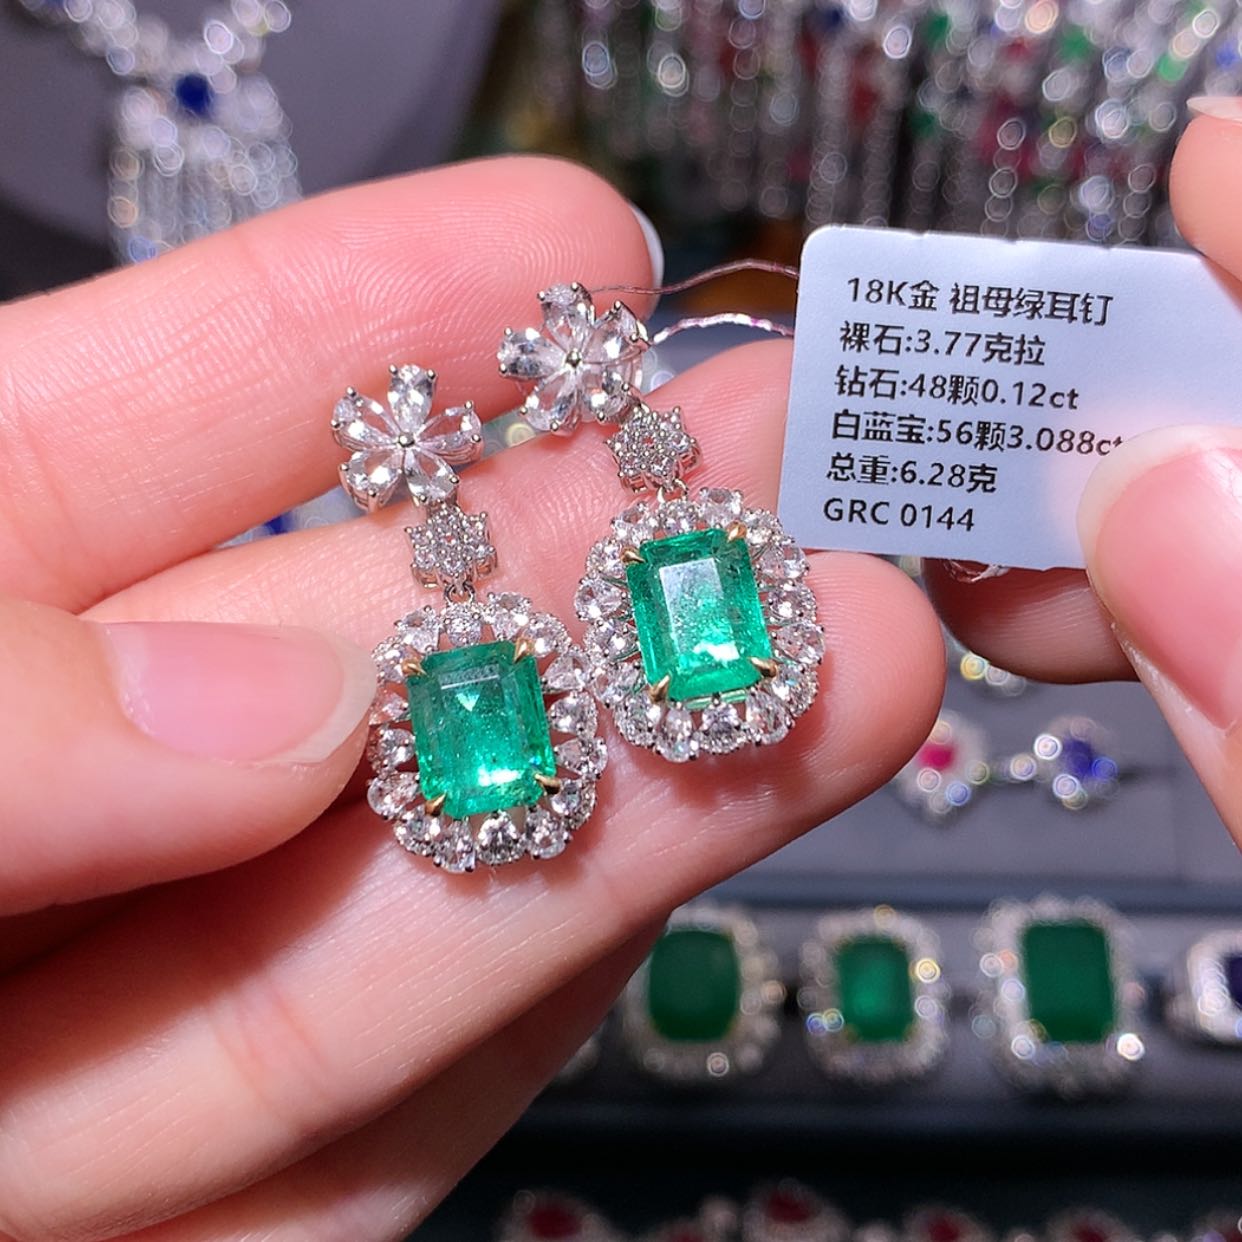 18K金 祖母绿耳钉
裸石:3.77克拉
钻石:48颗0.12ct
白蓝宝:56颗3.088ct
总重:6.28克
GRC 0144